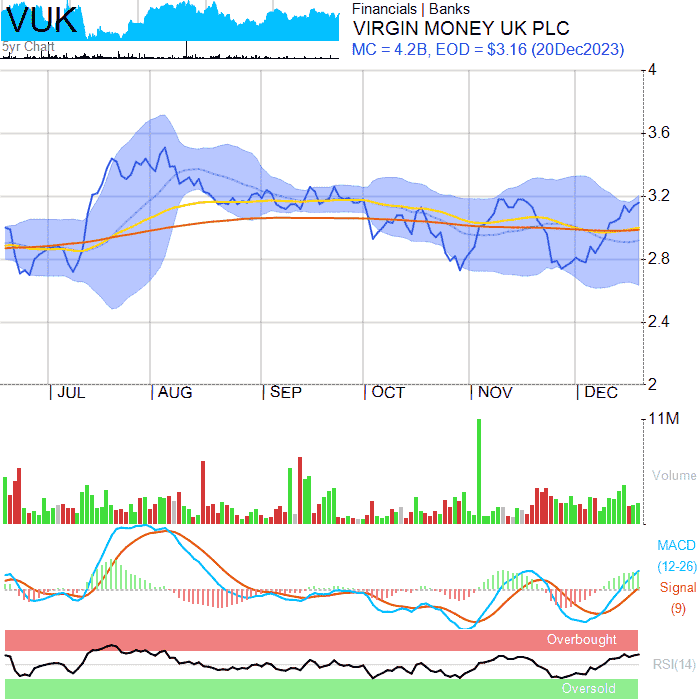 VUK
5yr Chart
Financials | Banks
VIRGIN MONEY UK PLC
MC = 4.2B, EOD = $3.16 (20Dec2023)
4
3.6
3.2
2.8
2.4
2
JUL AUG SEP OCT NOV DEC
11M
Volume
MACD
(12-26)
Signal
(9)
Overbought
RSI(14)
Oversold